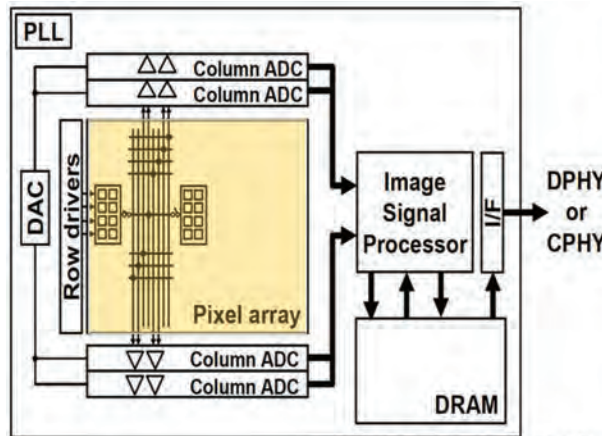 PLL
Column ADC
Column ADC
DAC
Row drivers
Pixel array
Column ADC
Column ADC
Image
Signal
Processor
I/F
DPHY
or
CPHY
DRAM